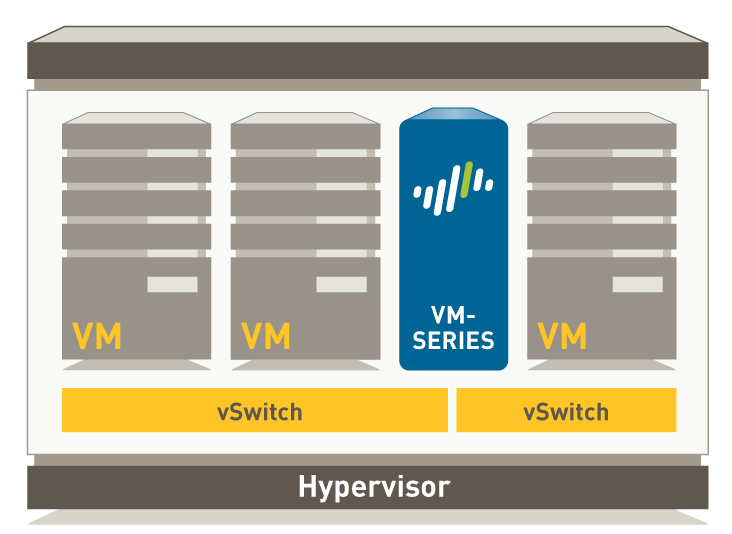 VM
VM
VM-
SERIES
VM
vSwitch
vSwitch
Hypervisor